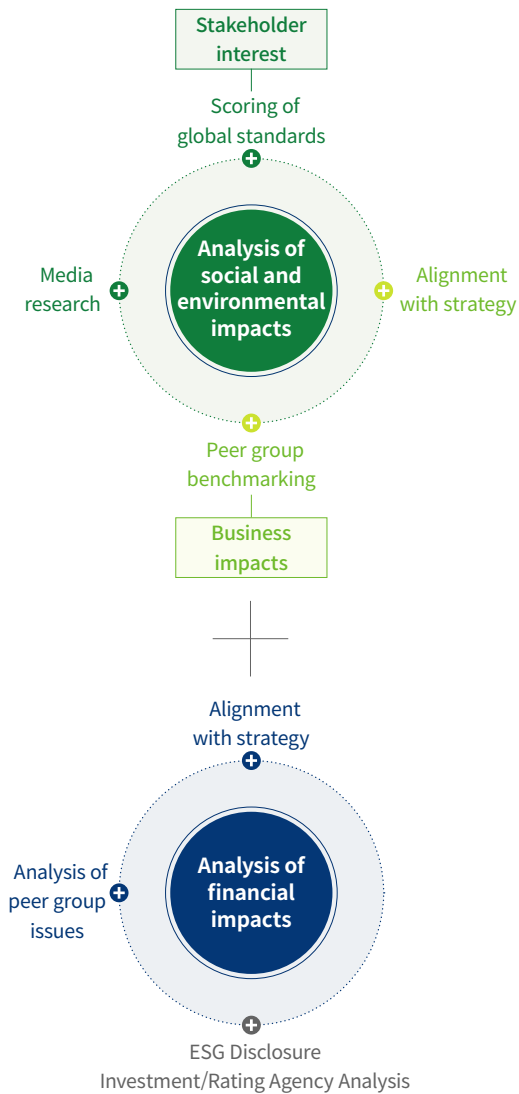 Stakeholder
interest
Scoring of
global standards
Analysis of
social and
environmental
impacts
Media
research
Alignment
with strategy
Peer group
benchmarking
Business
impacts
Alignment
with strategy
Analysis of
peer group
issues
Analysis of
financial
impacts
ESG Disclosure
Investment/Rating Agency Analysis